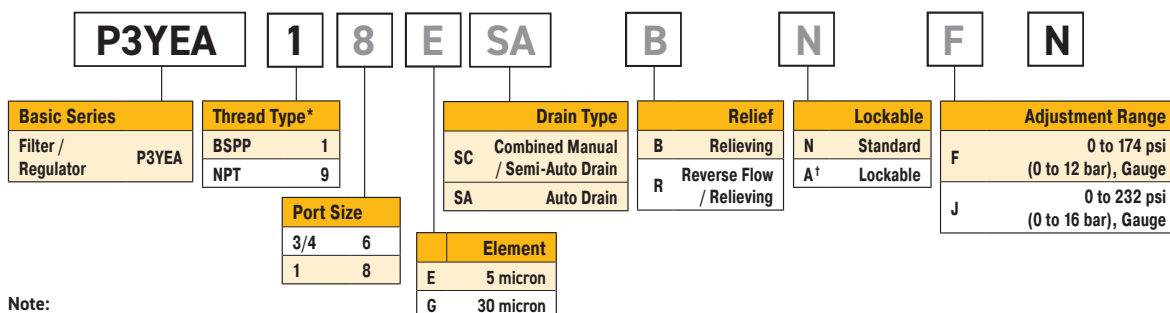 P3YEA 1 8 E SA B N F N
Basic Series
Filter /
Regulator P3YEA
Thread Type*
BSPP 1
NPT 9
Port Size
3/4 6
1 8
Element
E 5 micron
G 30 micron
Drain Type
SC Combined Manual
/ Semi-Auto Drain
SA Auto Drain
Relief
B Relieving
R Reverse Flow
/ Relieving
Lockable
N Standard
A† Lockable
Adjustment Range
F 0 to 174 psi
(0 to 12 bar), Gauge
J 0 to 232 psi
(0 to 16 bar), Gauge
Note: